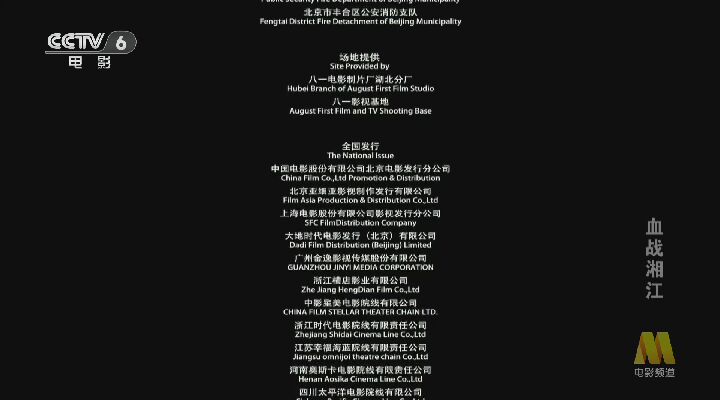 Public Security Fire Department of Beijing Municipality
北京市丰台区公安消防支队
Fengtai District Fire Detachment of Beijing Municipality
CCTV 6
电影
场地提供
Site Provided by
八一电影制片厂湖北分厂
Hubei Branch of August First Film Studio
八一影视基地
August First Film and TV Shooting Base
全国发行
The National Issue
中国电影股份有限公司北京电影发行分公司
China Film Co.,Ltd Promotion & Distribution
北京亚细亚影视制作发行有限公司
Film Asia Production & Distribution Co.,Ltd
上海电影股份有限公司影视发行分公司
SFC FilmDistribution Company
大地时代电影发行（北京）有限公司
Dadi Film Distribution (Beijing) Limited
广州金逸影视传媒股份有限公司
GUANZHOU JINYI MEDIA CORPORATION
浙江横店影业有限公司
Zhe Jiang HengDian Film Co.,Ltd
中影星美电影院线有限公司
CHINA FILM STELLAR THEATER CHAIN LTD.
浙江时代电影院线有限责任公司
Zhejiang Shidai Cinema Line Co.,Ltd
江苏幸福海蓝院线有限责任公司
Jiangsu omnijoi theatre chain Co.,Ltd
河南奥斯卡电影院线有限责任公司
Henan Aosika Cinema Line Co.,Ltd
四川太平洋电影院线有限公司
血战湘江
电影频道